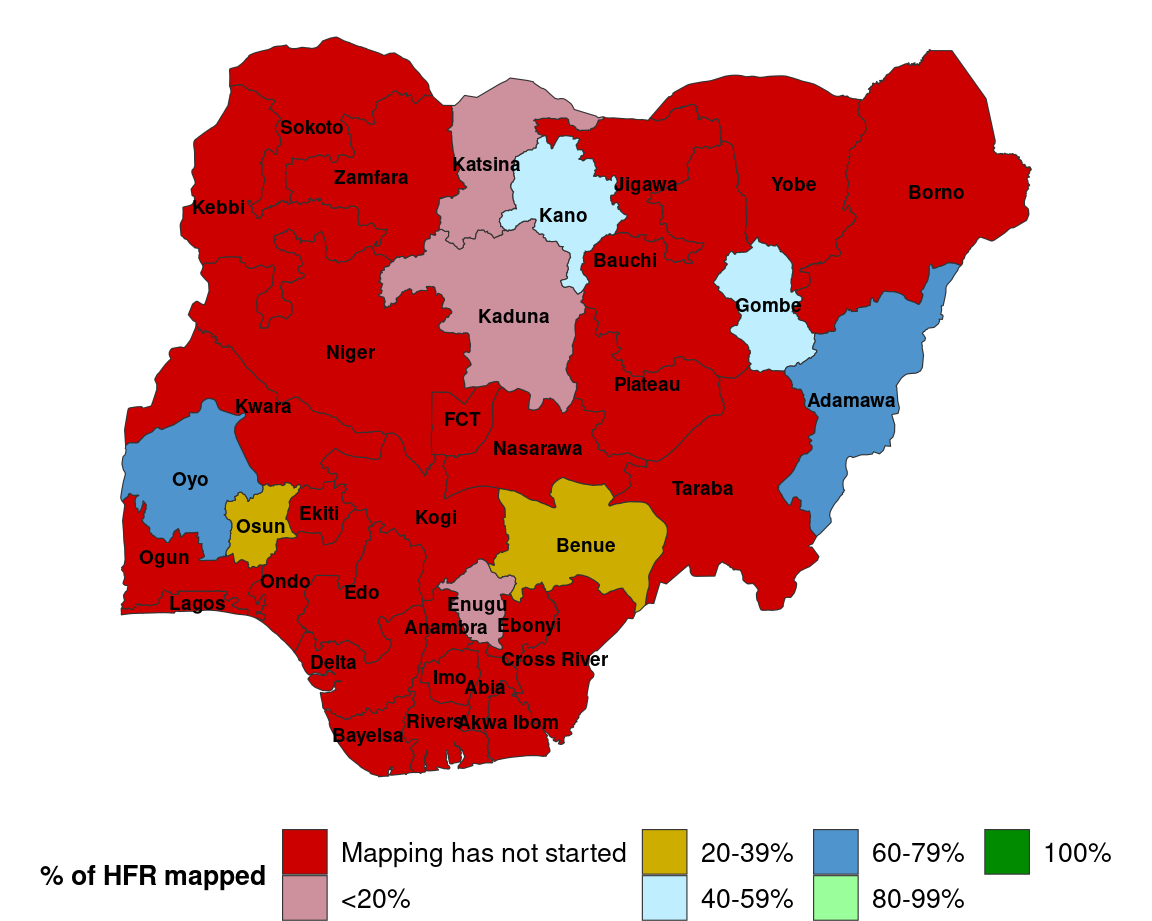 Sokoto
Katsina
Zamfara
Jigawa
Yobe
Borno
Kebbi
Kano
Bauchi
Gombe
Kaduna
Niger
Plateau
Adamawa
Kwara
FCT
Nasarawa
Oyo
Taraba
Ekiti
Kogi
Osun
Benue
Ogun
Ondo
Edo
Lagos
Enugu
Anambra
Ebonyi
Delta
Cross River
Imo
Abia
Rivers
Akwa Ibom
Bayelsa
% of HFR mapped
Mapping has not started
<20%
20-39%
40-59%
60-79%
80-99%
100%